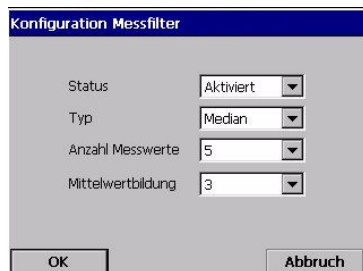 Konfiguration Messfilter
Status Aktiviert
Typ Median
Anzahl Messwerte 5
Mittelwertbildung 3
OK Abbruch